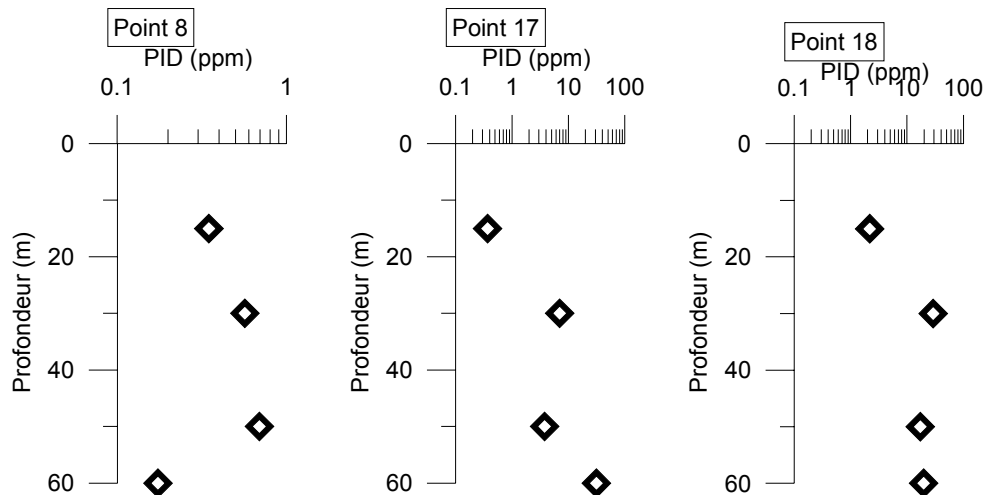 Point 8
PID (ppm)
0.1 1
0
20
40
60
Profondeur (m)
Point 17
PID (ppm)
0.1 1 10 100
0
20
40
60
Profondeur (m)
Point 18
PID (ppm)
0.1 1 10 100
0
20
40
60
Profondeur (m)